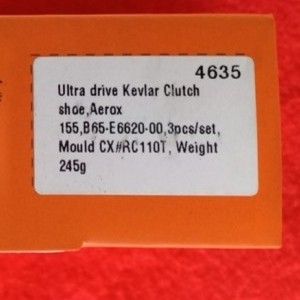 4635
Ultra drive Kevlar Clutch
shoe,Aerox
155,B65-E6620-00,3pcs/set,
Mould CX#RC110T, Weight
245g